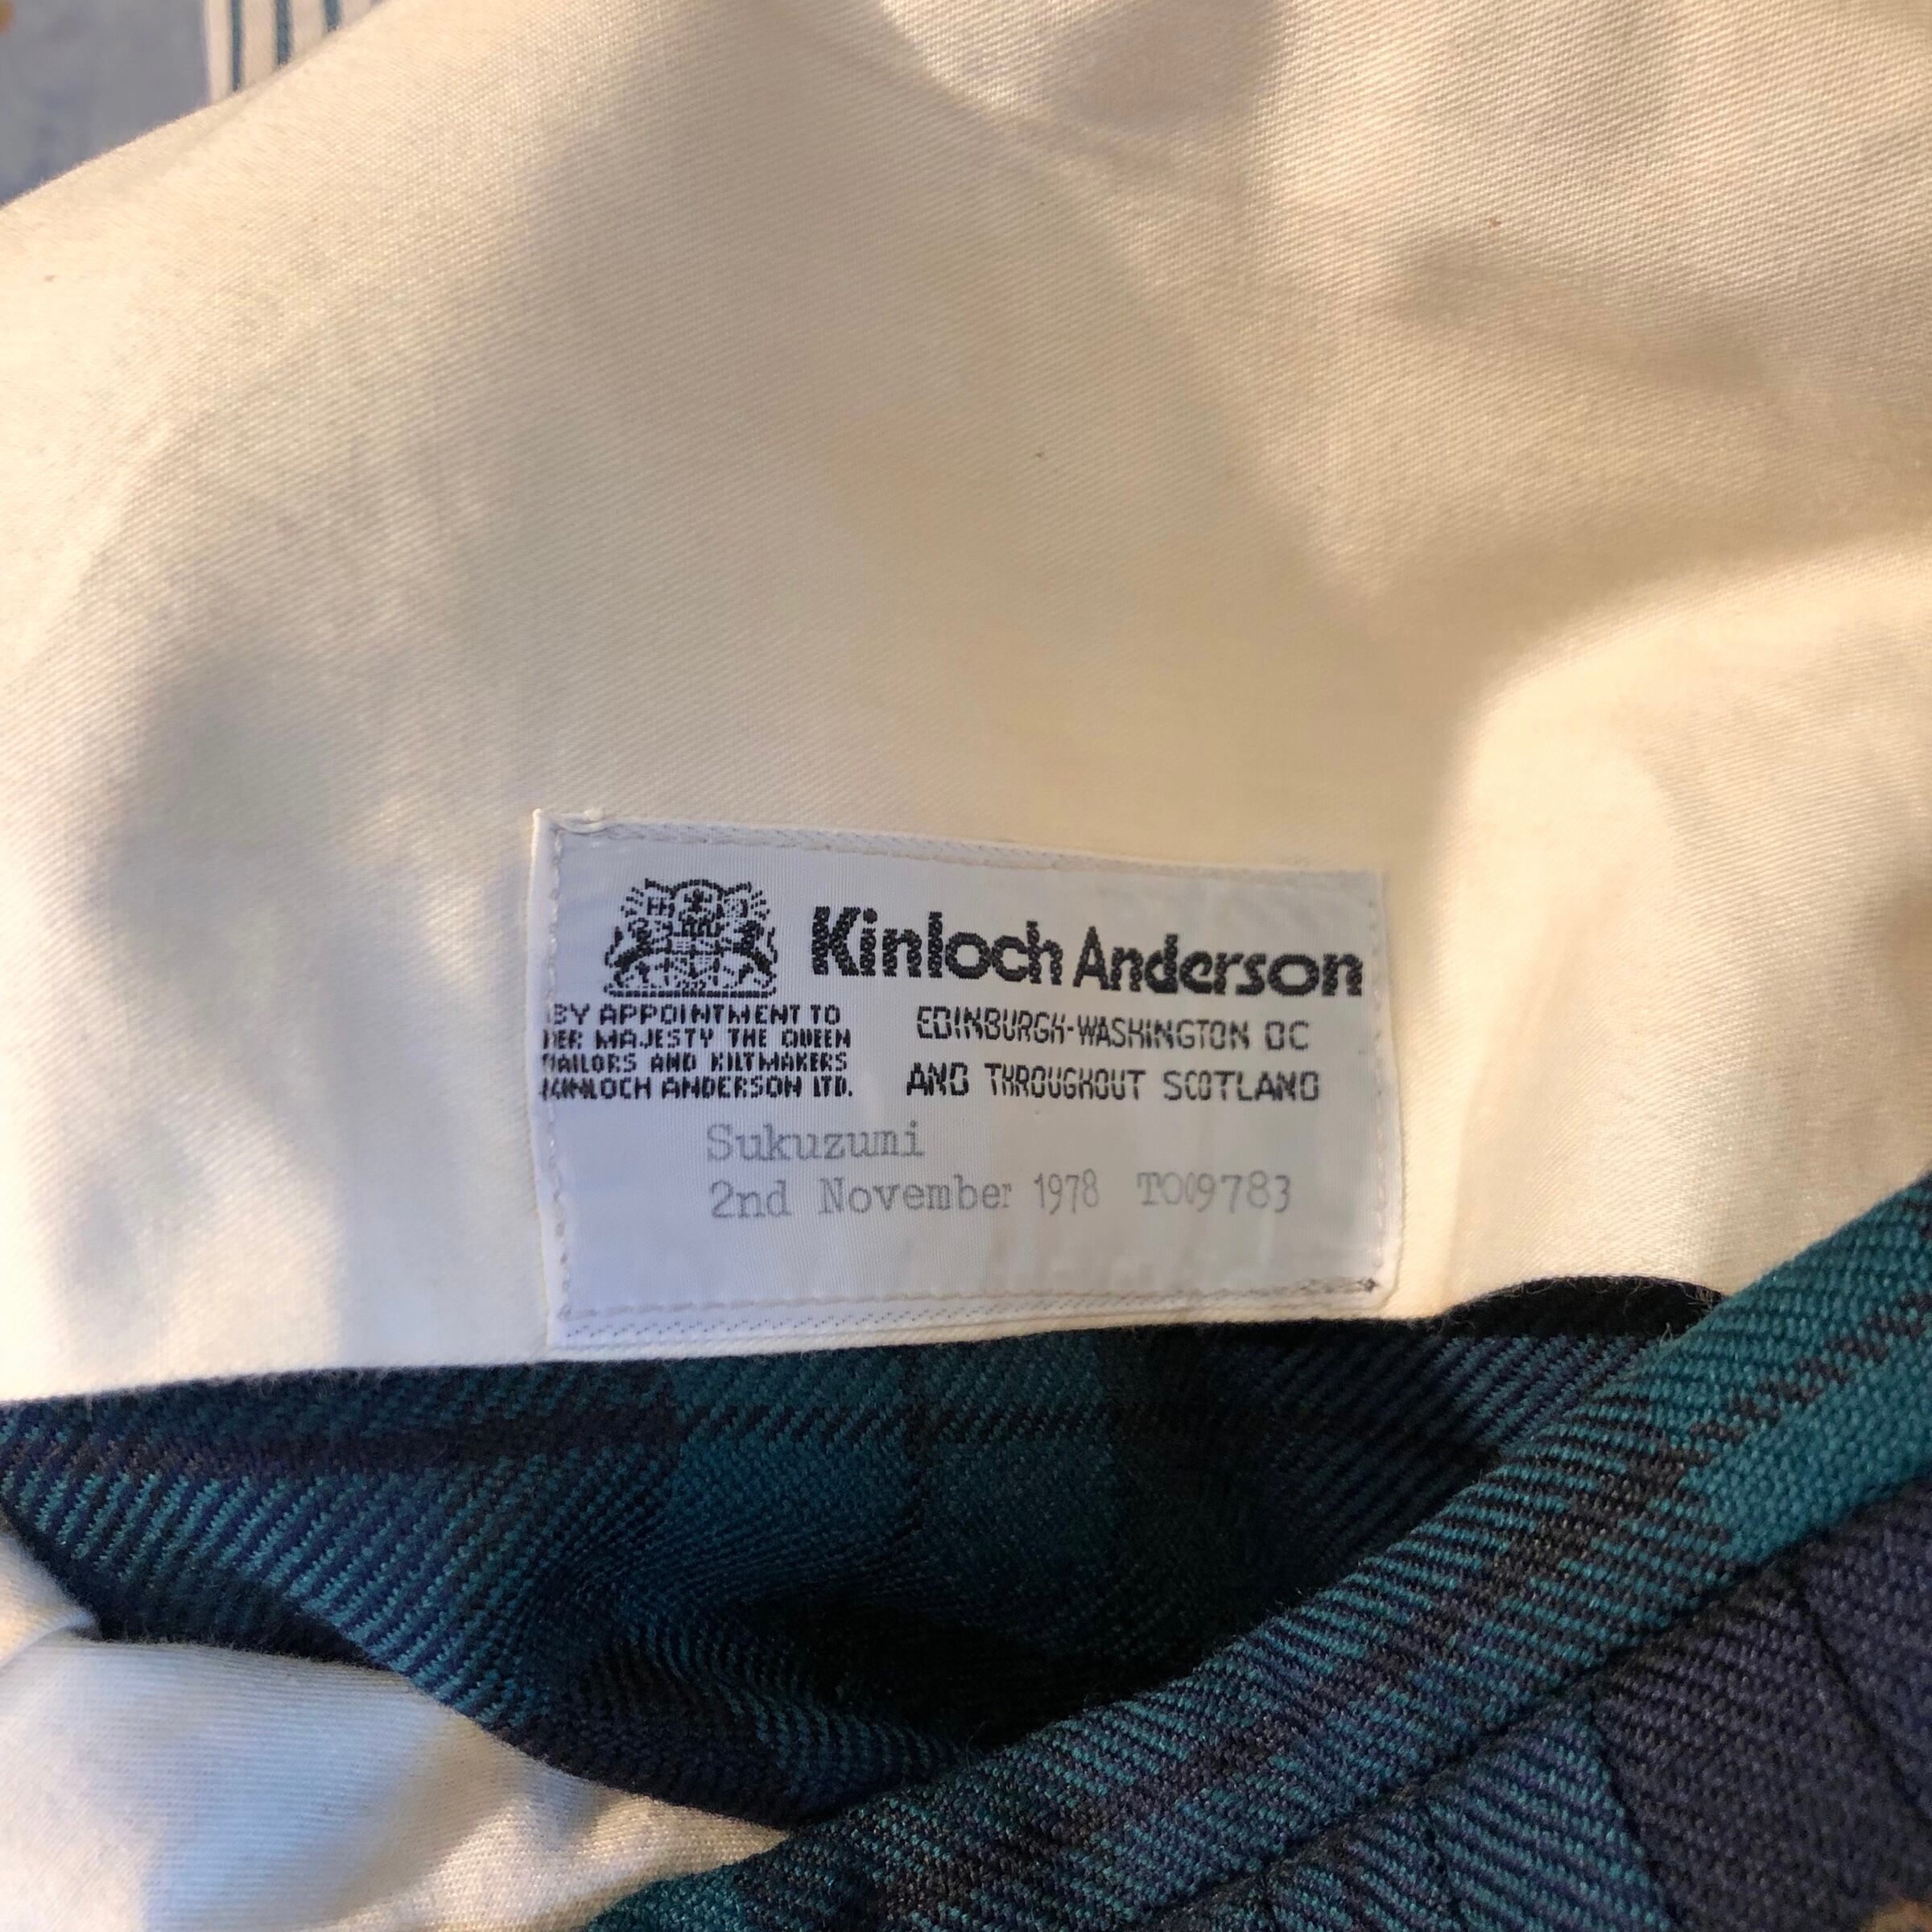 Kinloch Anderson
BY APPOINTMENT TO
HER MAJESTY THE QUEEN
TAILORS AND KILTMAKERS
KINLOCH ANDERSON LTD.
EDINBURGH-WASHINGTON DC
AND THROUGHOUT SCOTLAND
Sukuzumi
2nd November 1978 TO09783